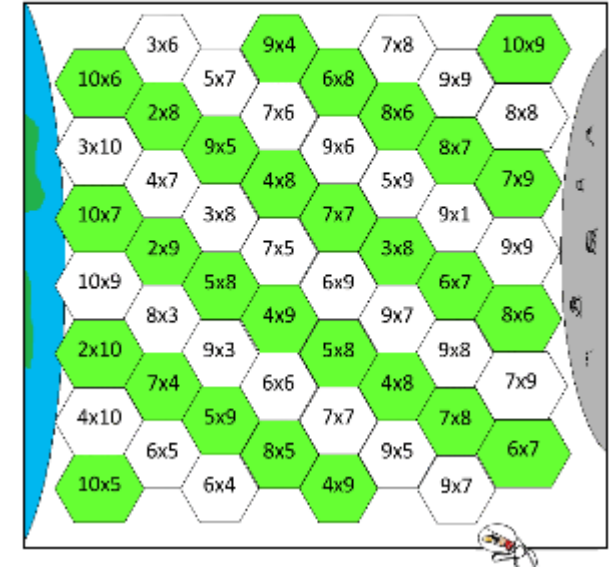 3x6 9x4 7x8 10x9
10x6 5x7 6x8 9x9
2x8 7x6 8x6 8x8
3x10 9x5 9x6 8x7
4x7 4x8 5x9 7x9
10x7 3x8 7x7 9x1
2x9 7x5 3x8 9x9
10x9 5x8 6x9 6x7
8x3 4x9 9x7 8x6
2x10 9x3 5x8 9x8
7x4 6x6 4x8 7x9
4x10 5x9 7x7 7x8
6x5 8x5 9x5 6x7
10x5 6x4 4x9 9x7